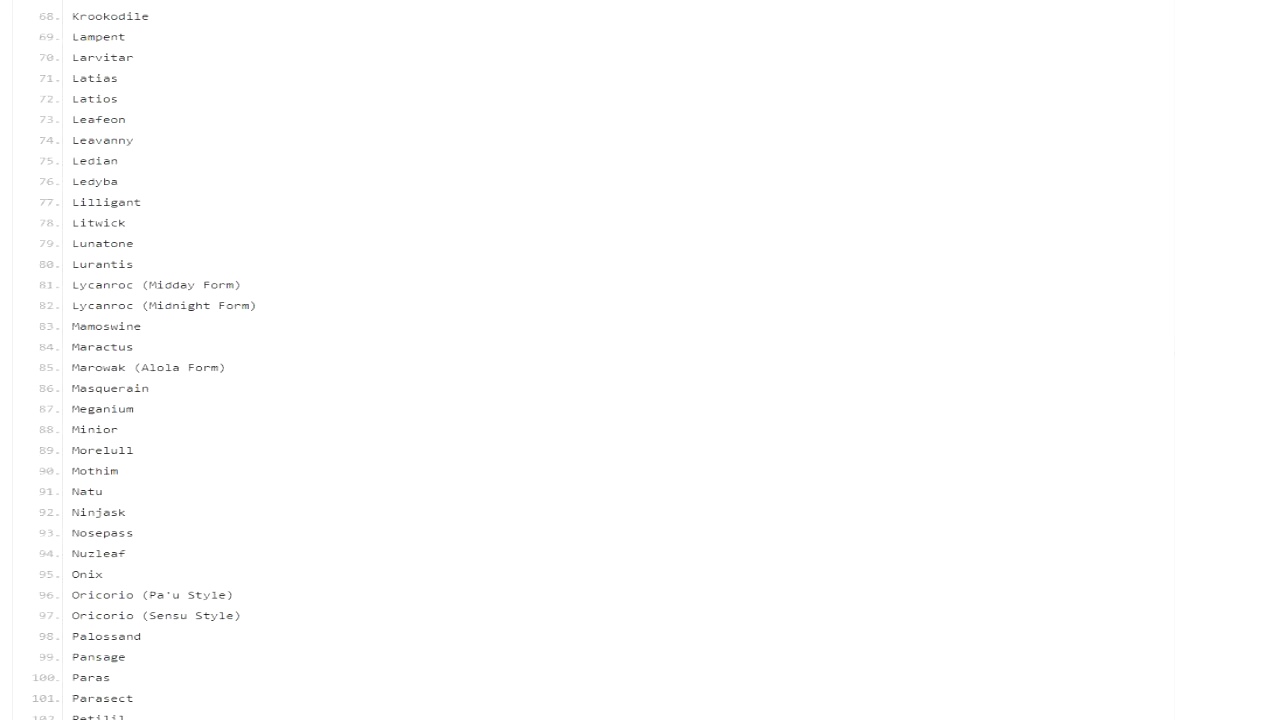 68. Krookodile
69. Lampent
70. Larvitar
71. Latias
72. Latios
73. Leafeon
74. Leavanny
75. Ledian
76. Ledyba
77. Lilligant
78. Litwick
79. Lunatone
80. Lurantis
81. Lycanroc (Midday Form)
82. Lycanroc (Midnight Form)
83. Mamoswine
84. Maractus
85. Marowak (Alola Form)
86. Masquerain
87. Meganium
88. Minior
89. Morelull
90. Mothim
91. Natu
92. Ninjask
93. Nosepass
94. Nuzleaf
95. Onix
96. Oricorio (Pa'u Style)
97. Oricorio (Sensu Style)
98. Palossand
99. Pansage
100. Paras
101. Parasect
102. Petilil